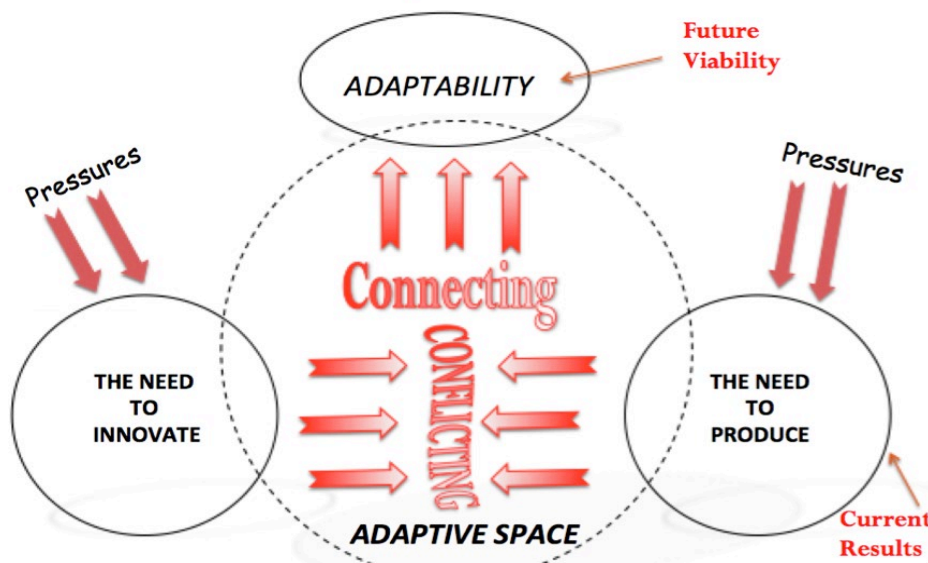 Future
Viability
ADAPTABILITY
Pressures
Pressures
Connecting
CONFLICTING
THE NEED
TO
INNOVATE
THE NEED
TO
PRODUCE
ADAPTIVE SPACE
Current
Results